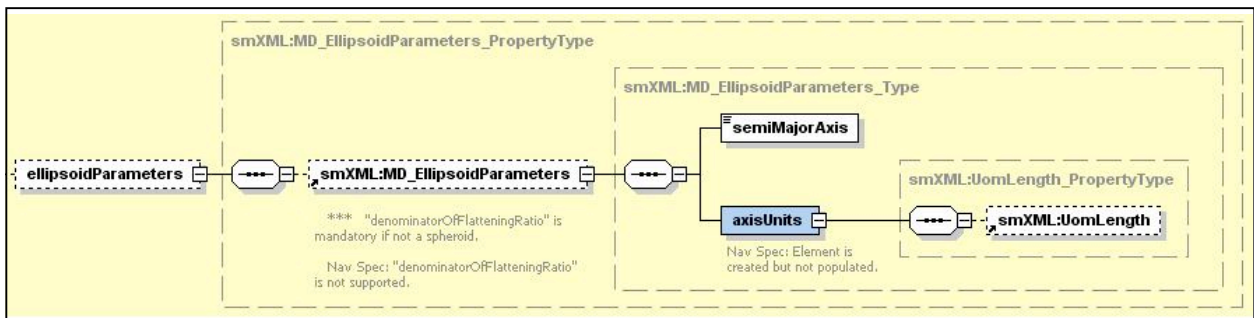 smXML:MD_EllipsoidParameters_PropertyType
smXML:MD_EllipsoidParameters_Type
semiMajorAxis
ellipsoidParameters
smXML:MD_EllipsoidParameters
*** "denominatorOfFlatteningRatio" is
mandatory if not a spheroid.
Nav Spec: "denominatorOfFlatteningRatio"
is not supported.
axisUnits
Nav Spec: Element is
created but not populated.
smXML:UomLength_PropertyType
smXML:UomLength